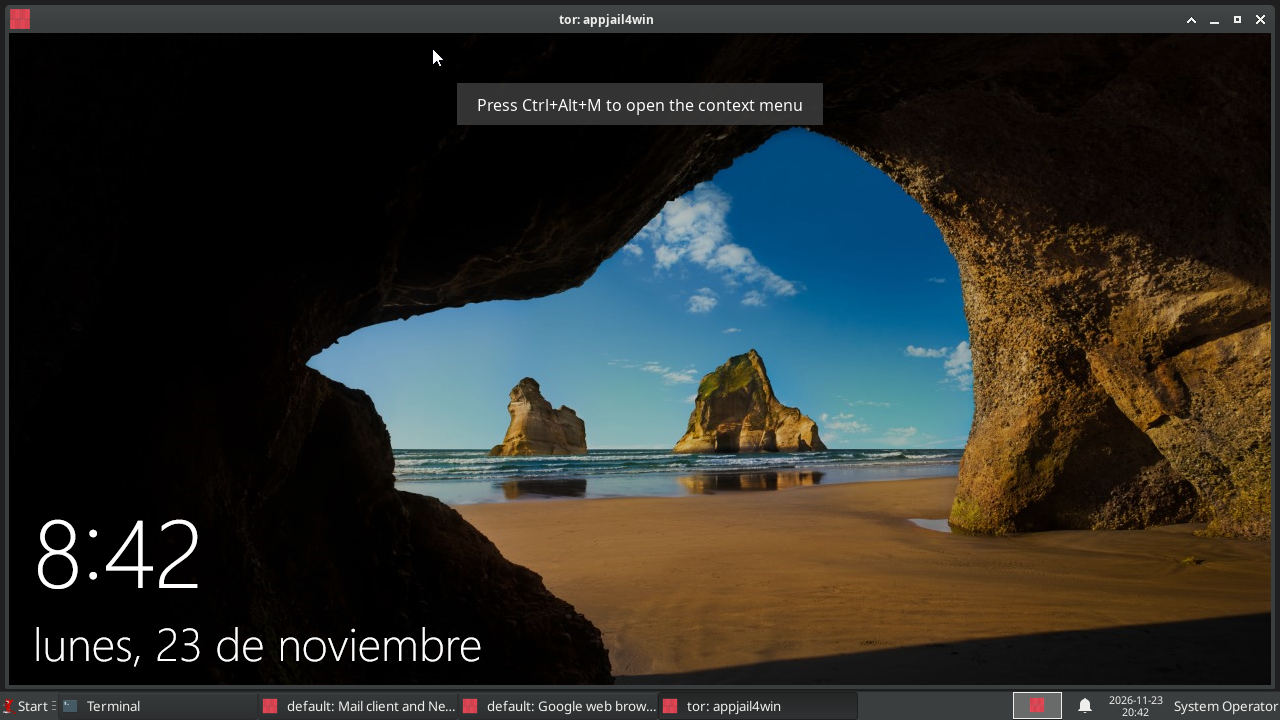 tor: appjail4win
Press Ctrl+Alt+M to open the context menu
8:42
lunes, 23 de noviembre
Start
Terminal
default: Mail client and Ne...
default: Google web brow...
tor: appjail4win
2026-11-23
20:42
System Operator